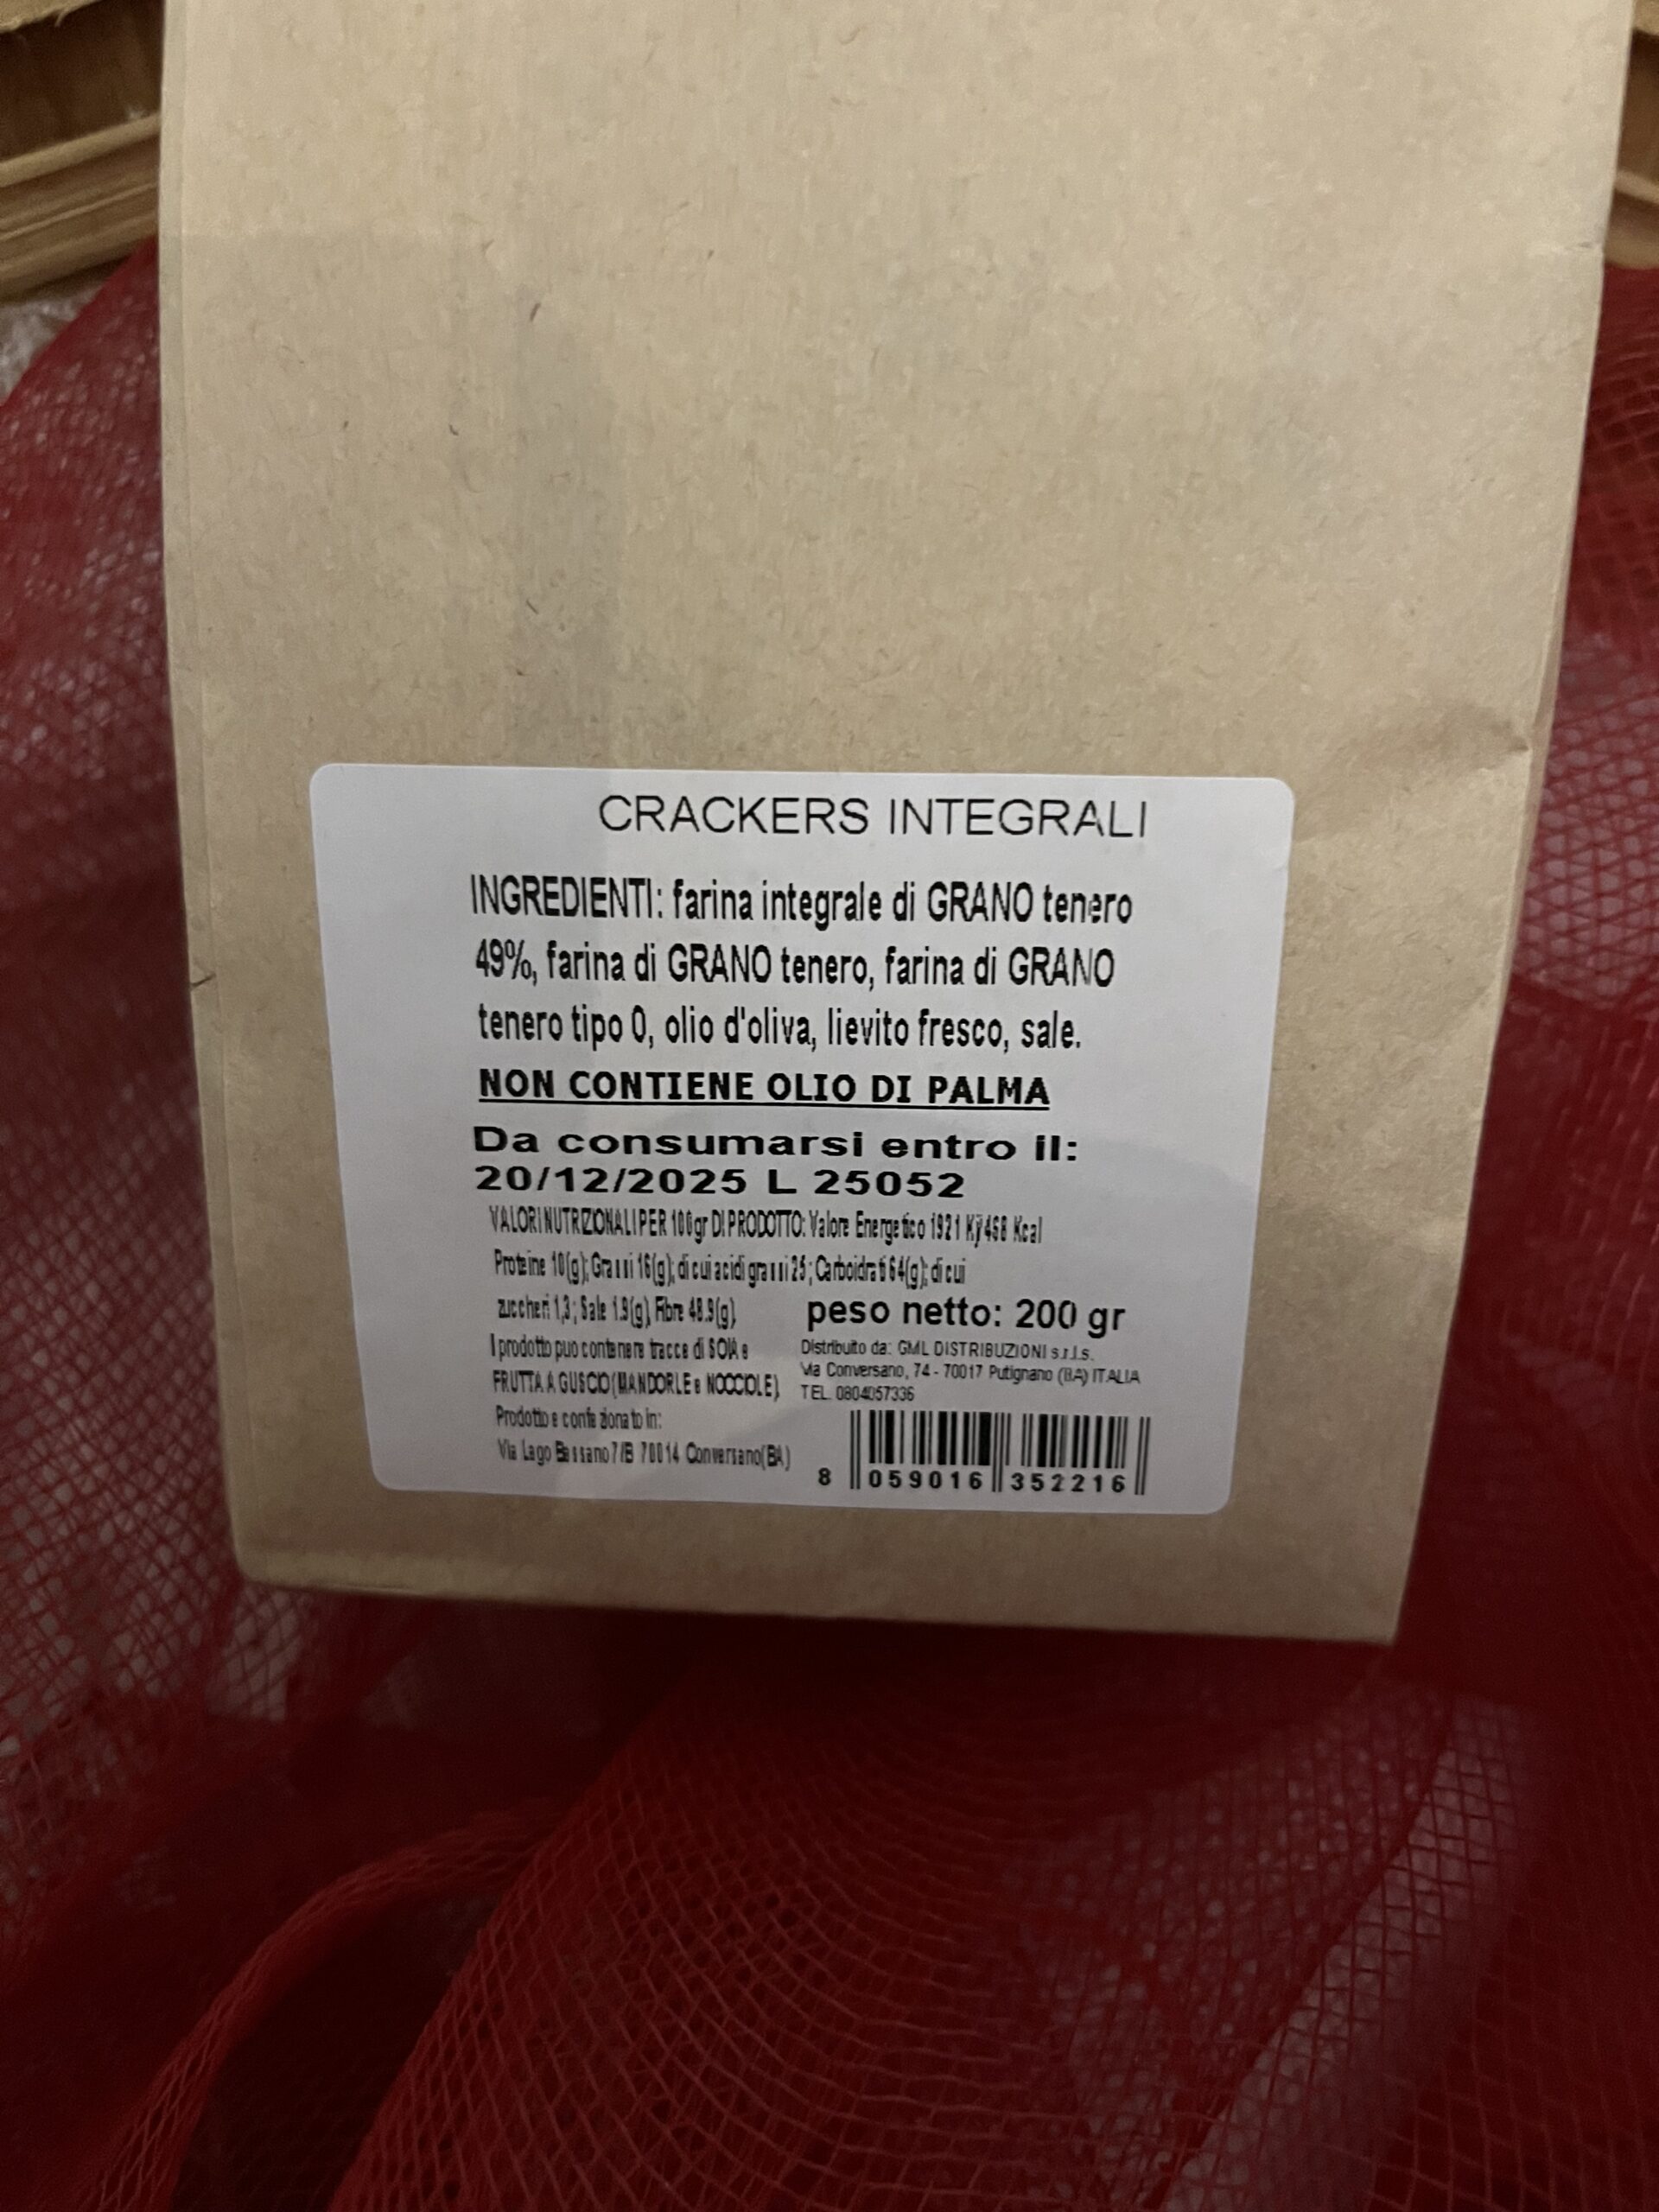 CRACKERS INTEGRALI
INGREDIENTI: farina integrale di GRANO tenero
49%, farina di GRANO tenero, farina di GRANO
tenero tipo 0, olio d'oliva, lievito fresco, sale.
NON CONTIENE OLIO DI PALMA
Da consumarsi entro il:
20/12/2025 L 25052
VALORI NUTRIZIONALI PER 100gr DI PRODOTTO: Valore Energetico 1921 Kj/458 Kcal
Proteine 10(g); Grassi 16(g); di cui acidi grassi 25; Carboidrati 64(g); di cui
zuccheri 1,3; Sale 1.9(g), Fibre 48.9(g).
peso netto: 200 gr
I prodotto puo contenere tracce di SOIA e
FRUTTA A GUSCIO (MANDORLE e NOCCIOLE).
Prodotto e confezionato in:
Via Lago Bassano 7/B 70014 Conversano(BA)
Distribuito da: GML DISTRIBUZIONI s.r.l.s.
Via Conversano, 74 - 70017 Putignano (BA) ITALIA
TEL. 0804057336
8 059016 352216